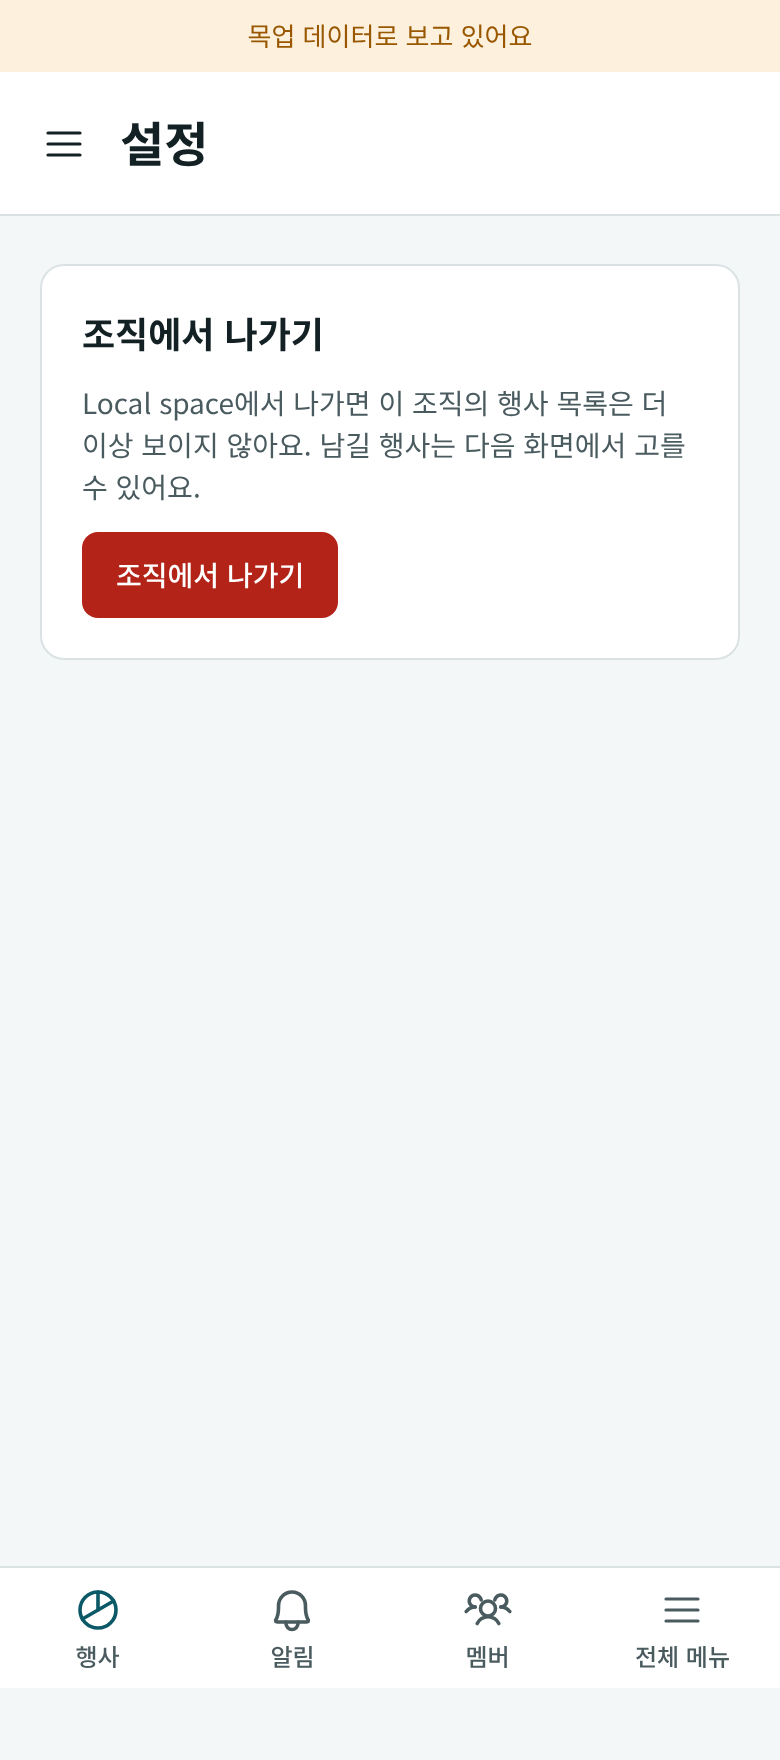 목업 데이터로 보고 있어요
설정
조직에서 나가기
Local space에서 나가면 이 조직의 행사 목록은 더
이상 보이지 않아요. 남길 행사는 다음 화면에서 고를
수 있어요.
조직에서 나가기
행사
알림
멤버
전체 메뉴